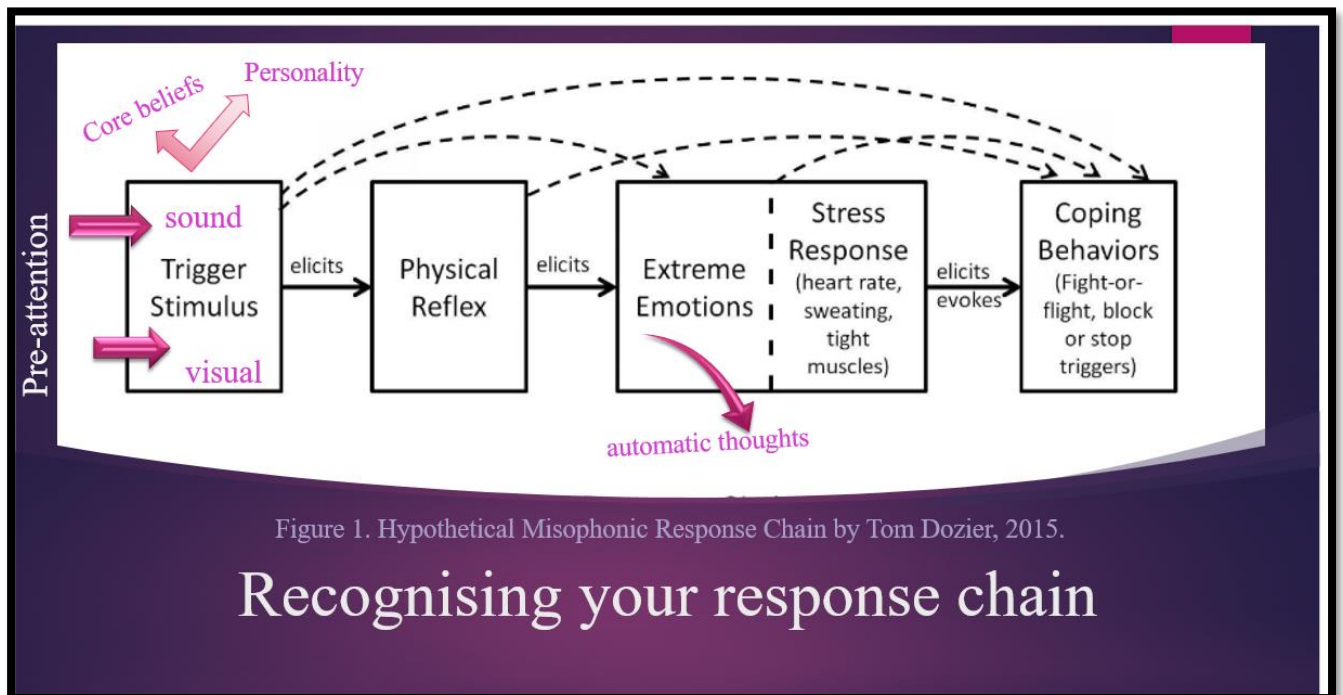 Core beliefs
Personality
Pre-attention
sound
Trigger
Stimulus
visual
elicits
Physical
Reflex
elicits
Extreme
Emotions
automatic thoughts
Stress
Response
(heart rate,
sweating,
tight
muscles)
elicits
evokes
Coping
Behaviors
(Fight-or-
flight, block
or stop
triggers)
Figure 1. Hypothetical Misophonic Response Chain by Tom Dozier, 2015.
Recognising your response chain